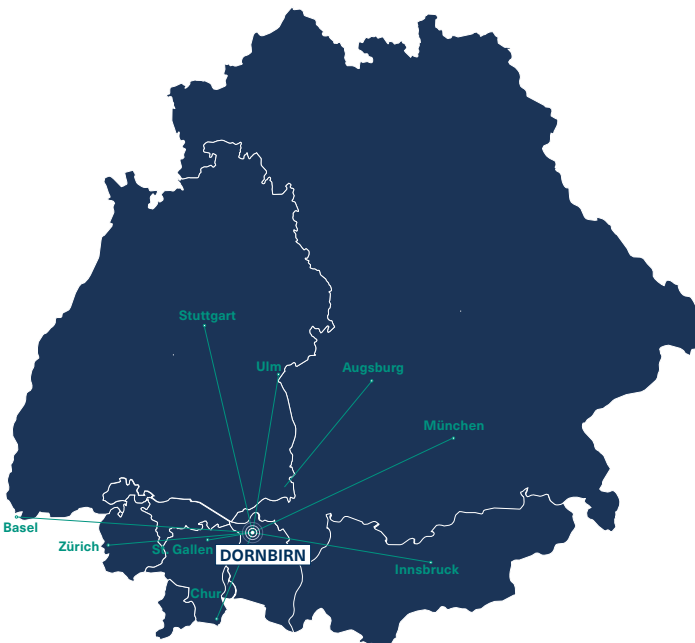 Stuttgart
Ulm
Augsburg
München
Basel
Zürich
St. Gallen
DORNBIRN
Innsbruck
Chur